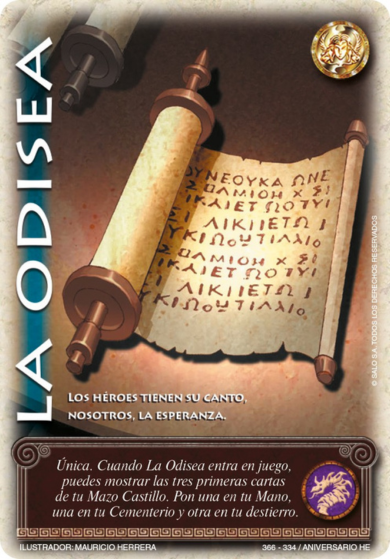 LA ODISEA
LOS HÉROES TIENEN SU CANTO,
NOSOTROS, LA ESPERANZA.
Única. Cuando La Odisea entra en juego,
puedes mostrar las tres primeras cartas
de tu Mazo Castillo. Pon una en tu Mano,
una en tu Cementerio y otra en tu destierro.
ILUSTRADOR: MAURICIO HERRERA
366 - 334 / ANIVERSARIO HE
© SALO S.A. TODOS LOS DERECHOS RESERVADOS